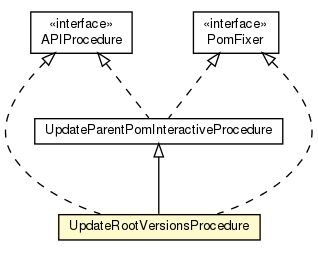 «interface»
APIProcedure
«interface»
PomFixer
UpdateParentPomInteractiveProcedure
UpdateRootVersionsProcedure